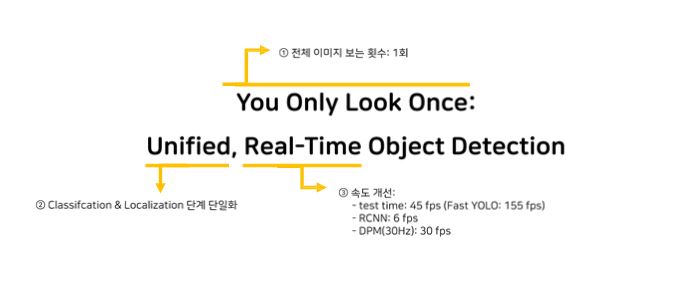 ① 전체 이미지 보는 횟수: 1회
You Only Look Once:
Unified, Real-Time Object Detection
② Classifcation & Localization 단계 단일화
③ 속도 개선:
- test time: 45 fps (Fast YOLO: 155 fps)
- RCNN: 6 fps
- DPM(30Hz): 30 fps